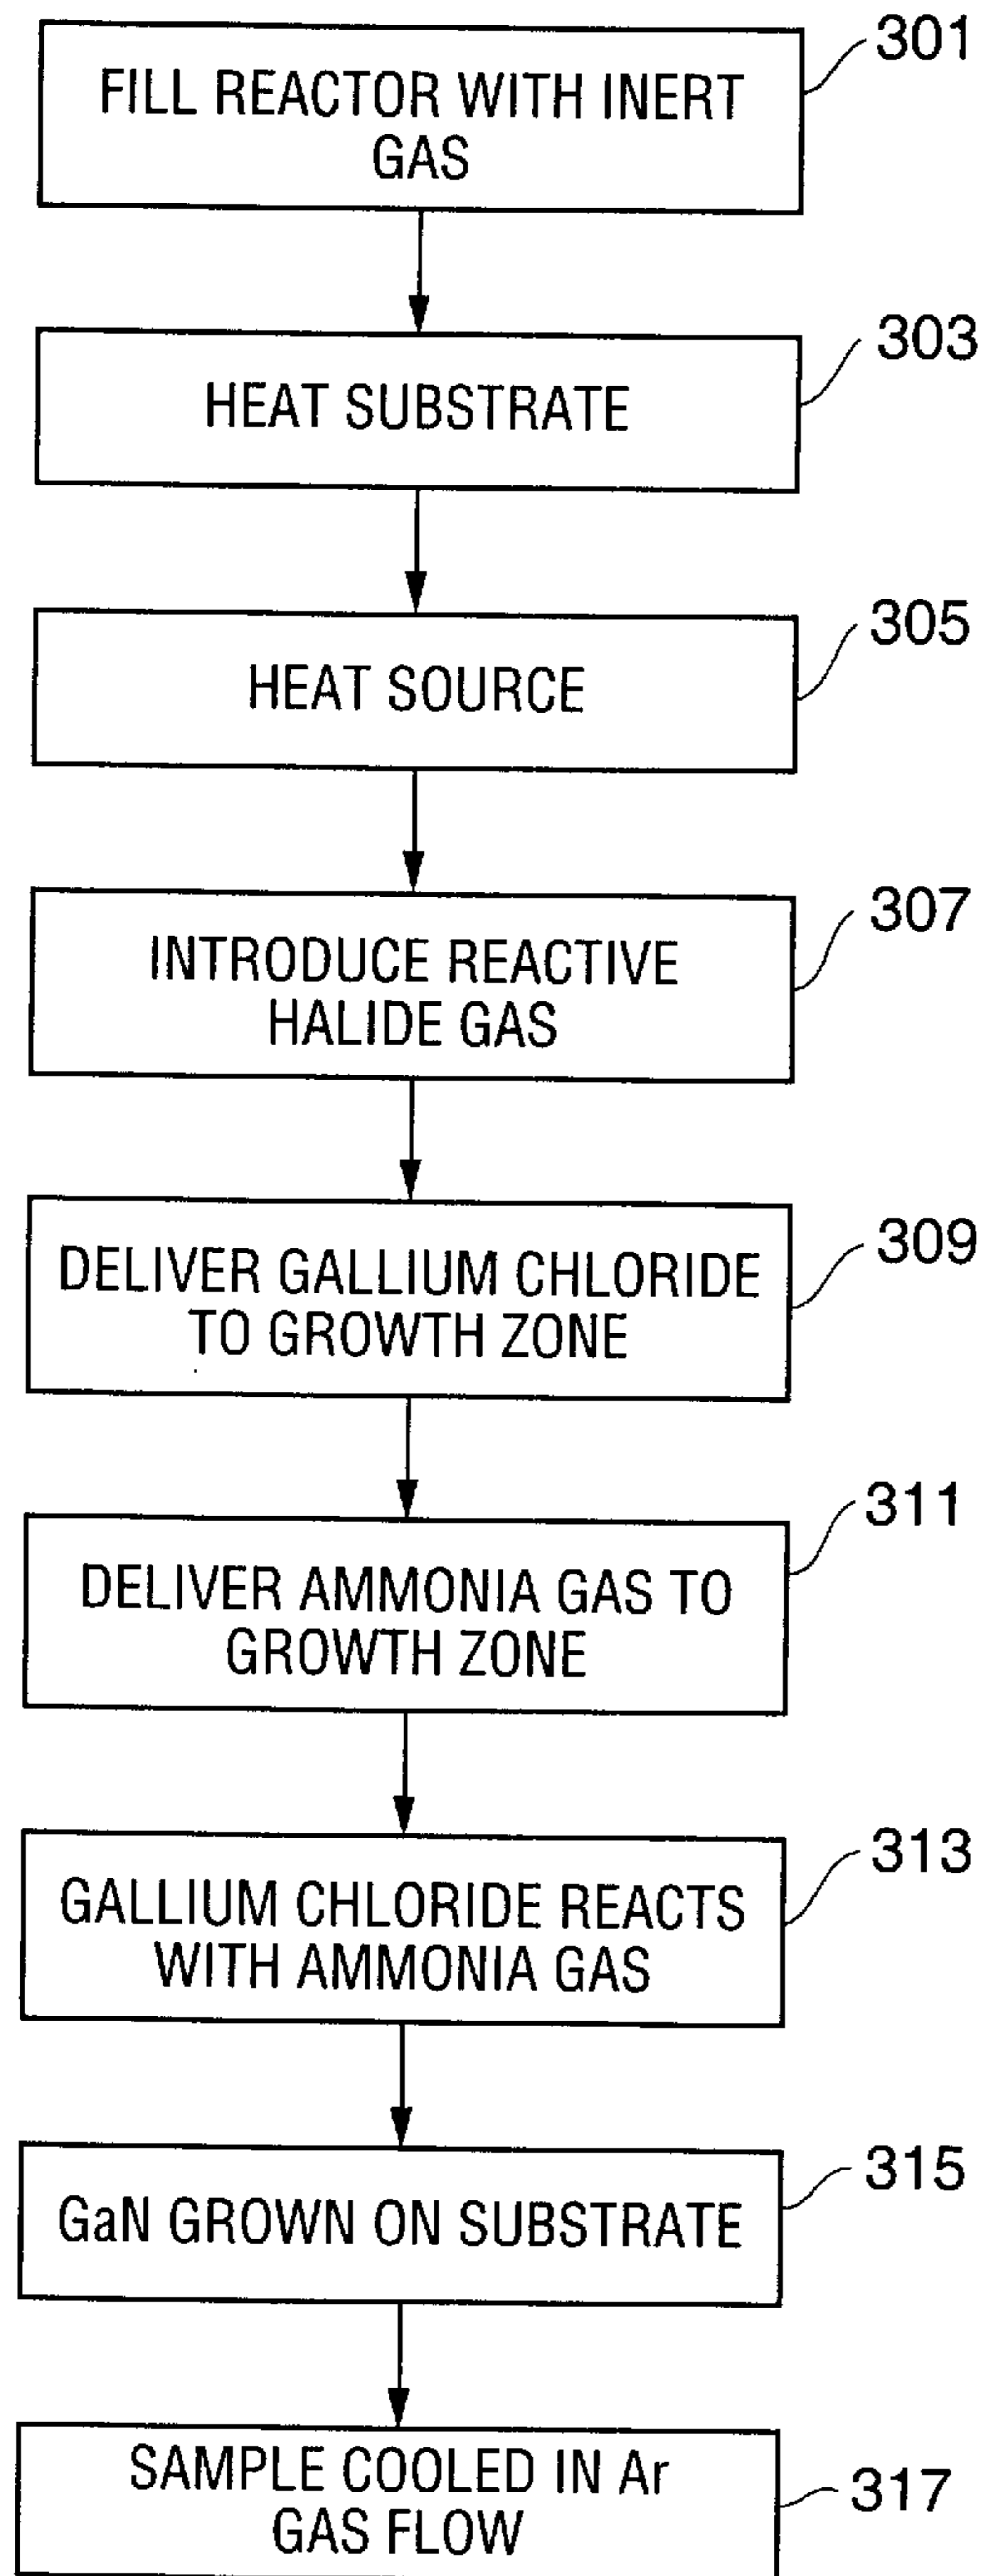 301
FILL REACTOR WITH INERT
GAS
303
HEAT SUBSTRATE
305
HEAT SOURCE
307
INTRODUCE REACTIVE
HALIDE GAS
309
DELIVER GALLIUM CHLORIDE
TO GROWTH ZONE
311
DELIVER AMMONIA GAS TO
GROWTH ZONE
313
GALLIUM CHLORIDE REACTS
WITH AMMONIA GAS
315
GaN GROWN ON SUBSTRATE
317
SAMPLE COOLED IN Ar
GAS FLOW